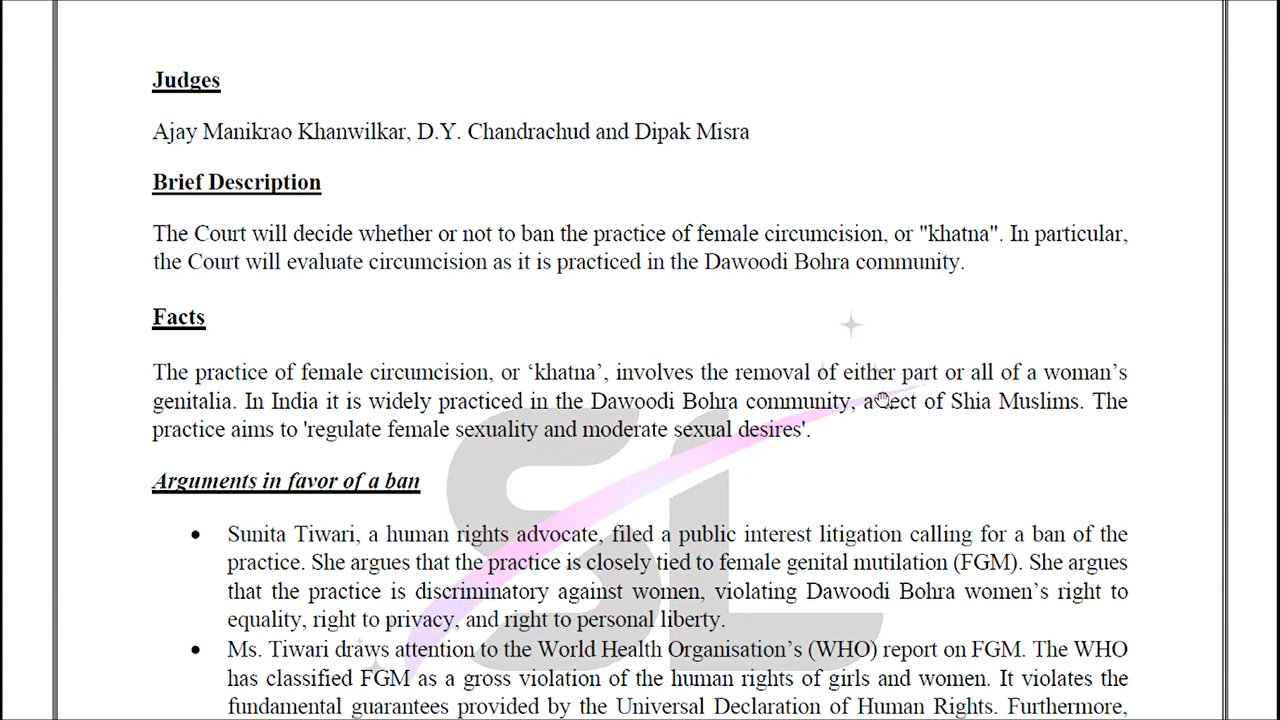 Judges
Ajay Manikrao Khanwilkar, D.Y. Chandrachud and Dipak Misra
Brief Description
The Court will decide whether or not to ban the practice of female circumcision, or "khatna". In particular,
the Court will evaluate circumcision as it is practiced in the Dawoodi Bohra community.
Facts
The practice of female circumcision, or ‘khatna’, involves the removal of either part or all of a woman’s
genitalia. In India it is widely practiced in the Dawoodi Bohra community, a sect of Shia Muslims. The
practice aims to 'regulate female sexuality and moderate sexual desires'.
Arguments in favor of a ban
• Sunita Tiwari, a human rights advocate, filed a public interest litigation calling for a ban of the
practice. She argues that the practice is closely tied to female genital mutilation (FGM). She argues
that the practice is discriminatory against women, violating Dawoodi Bohra women’s right to
equality, right to privacy, and right to personal liberty.
• Ms. Tiwari draws attention to the World Health Organisation’s (WHO) report on FGM. The WHO
has classified FGM as a gross violation of the human rights of girls and women. It violates the
fundamental guarantees provided by the Universal Declaration of Human Rights. Furthermore,
SL